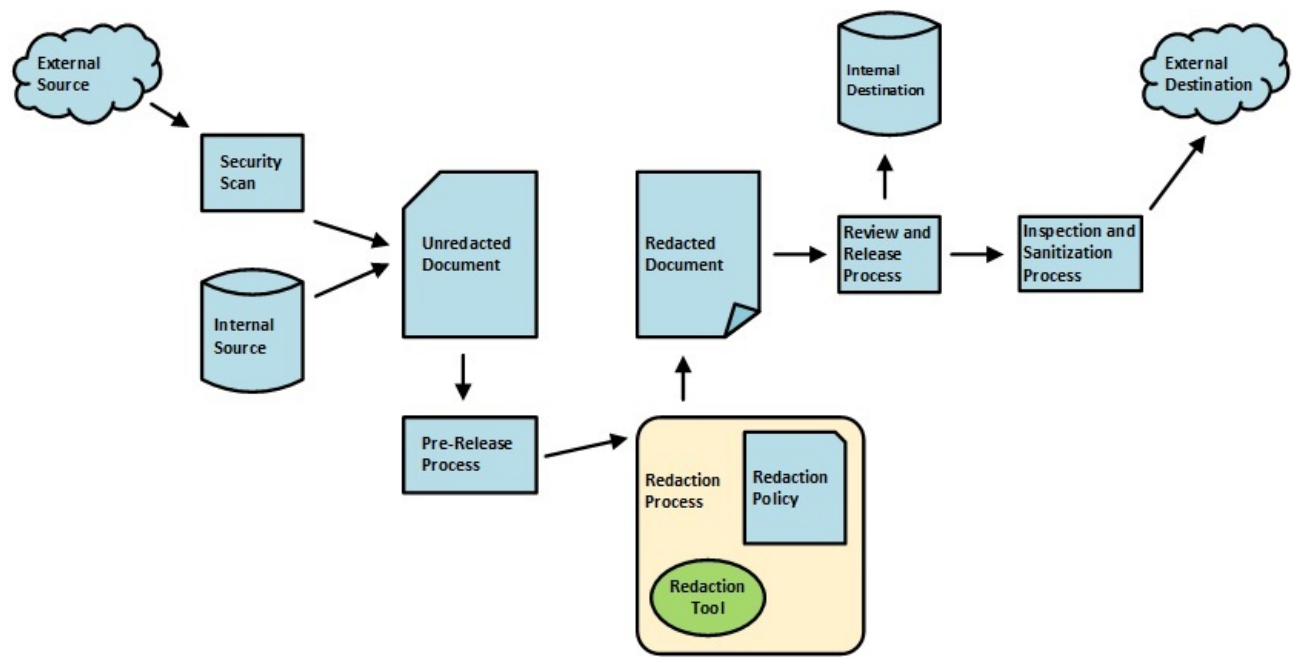 External
Source
Security
Scan
Internal
Source
Unredacted
Document
Pre-Release
Process
Redaction
Process
Redaction
Policy
Redaction
Tool
Redacted
Document
Review and
Release
Process
Internal
Destination
Inspection and
Sanitization
Process
External
Destination